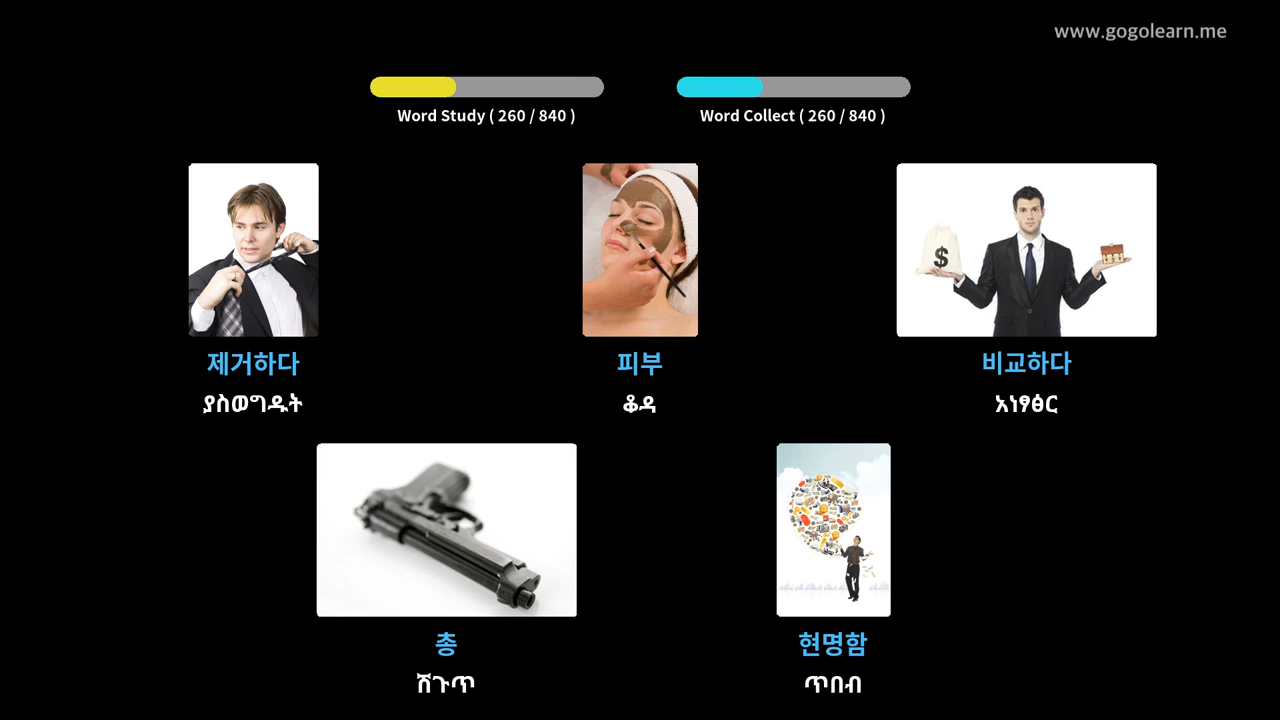 www.gogolearn.me
Word Study ( 260 / 840 )
Word Collect ( 260 / 840 )
제거하다
ያስወግዱት
피부
ቆዳ
비교하다
አነፃፅር
$
총
ሽጉጥ
현명함
ጥበብ